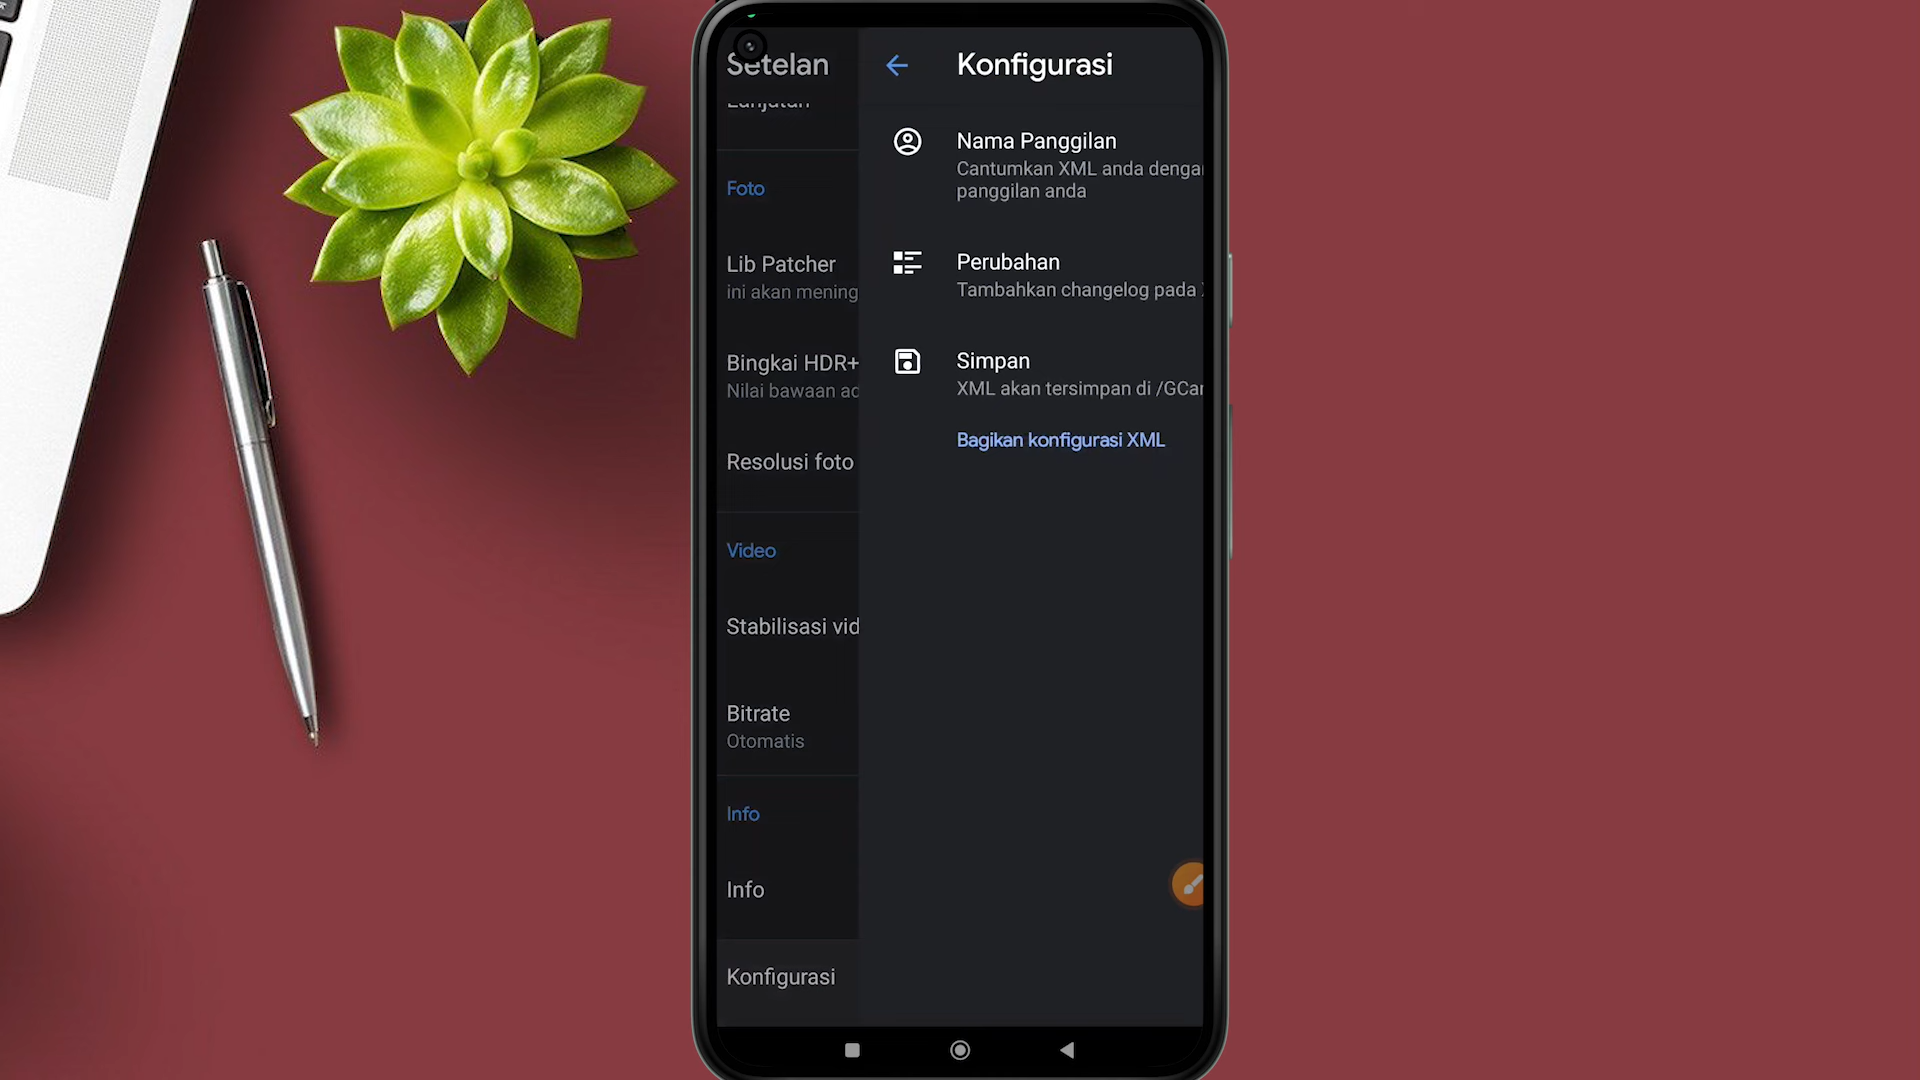 Setelan
Lanjutan
Foto
Lib Patcher
ini akan mening
Bingkai HDR+
Nilai bawaan ad
Resolusi foto
Video
Stabilisasi vid
Bitrate
Otomatis
Info
Info
Konfigurasi
Konfigurasi
Nama Panggilan
Cantumkan XML anda dengan
panggilan anda
Perubahan
Tambahkan changelog pada
Simpan
XML akan tersimpan di /GCam
Bagikan konfigurasi XML